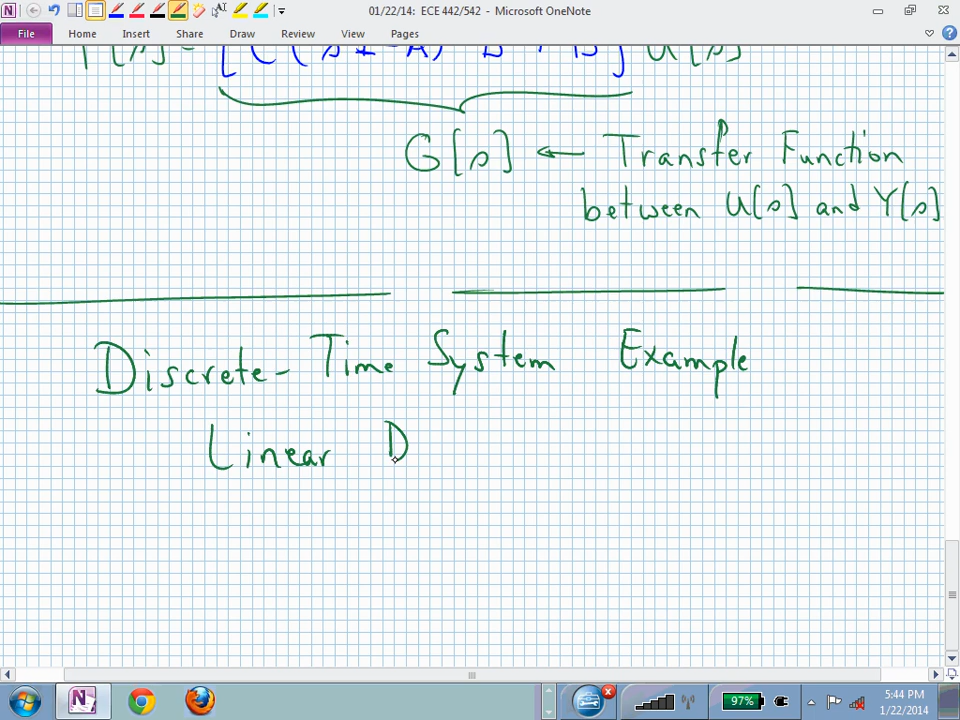 01/22/14: ECE 442/542 - Microsoft OneNote
File Home Insert Share Draw Review View Pages
G[s] ← Transfer Function
between U[s] and Y[s]
Discrete-Time System Example
Linear D
97%
5:44 PM
1/22/2014